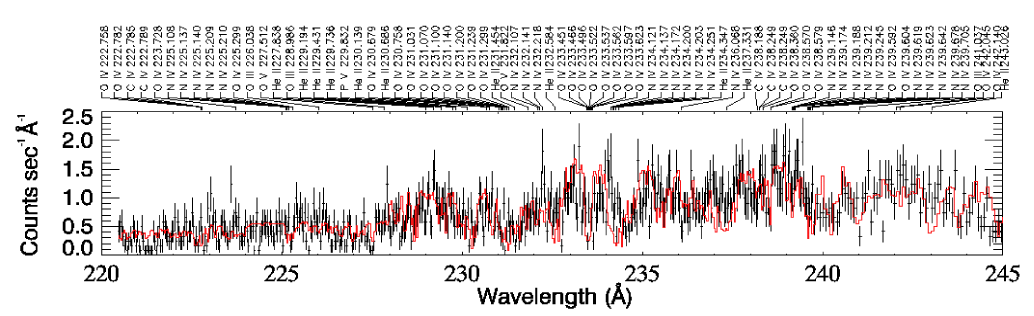 O IV 222.758
O IV 222.782
C IV 222.785
C IV 222.789
O IV 223.728
N IV 225.108
N IV 225.137
N IV 225.140
N IV 225.209
N IV 225.210
N IV 225.299
O III 226.038
O V 227.512
He II 227.838
O III 228.986
He II 229.194
He II 229.431
He II 229.736
P V 229.832
N IV 230.139
O IV 230.679
He II 230.686
O IV 230.758
N IV 231.031
O IV 231.070
O IV 231.100
N IV 231.140
O IV 231.200
O IV 231.239
N IV 231.299
He II 231.454
N IV 232.107
N IV 232.141
N IV 232.218
He II 232.584
O IV 233.451
O IV 233.466
O IV 233.496
O IV 233.522
O IV 233.562
O IV 233.597
O IV 233.623
N IV 234.121
N IV 234.137
N IV 234.172
N IV 234.200
N IV 234.203
N IV 234.251
He II 234.347
N IV 236.068
He II 237.331
C IV 238.249
O IV 238.360
O IV 238.570
O IV 238.579
N IV 239.146
N IV 239.174
N IV 239.188
N IV 239.212
N IV 239.245
O IV 239.592
O IV 239.604
N IV 239.619
N IV 239.623
N IV 239.642
He II 243.026
2.5
2.0
1.5
1.0
0.5
0.0
Counts sec⁻¹ Å⁻¹
220 225 230 235 240 245
Wavelength (Å)